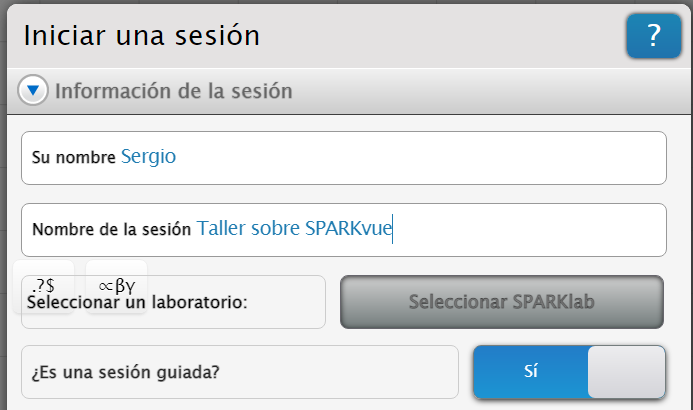 Iniciar una sesión
?
Información de la sesión
Su nombre Sergio
Nombre de la sesión Taller sobre SPARKvue
.?$ ∝βγ
Seleccionar un laboratorio: Seleccionar SPARKlab
¿Es una sesión guiada? Sí